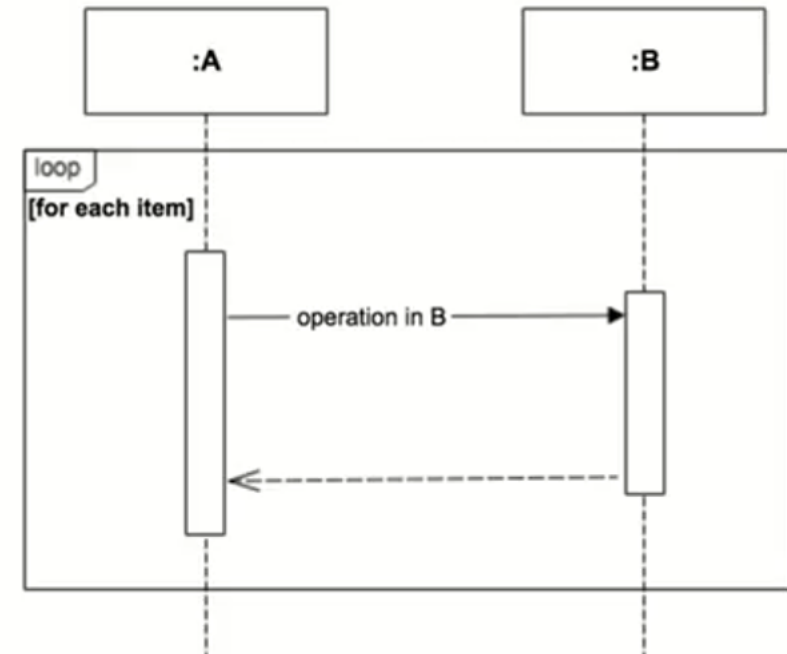 :A
:B
loop
[for each item]
operation in B